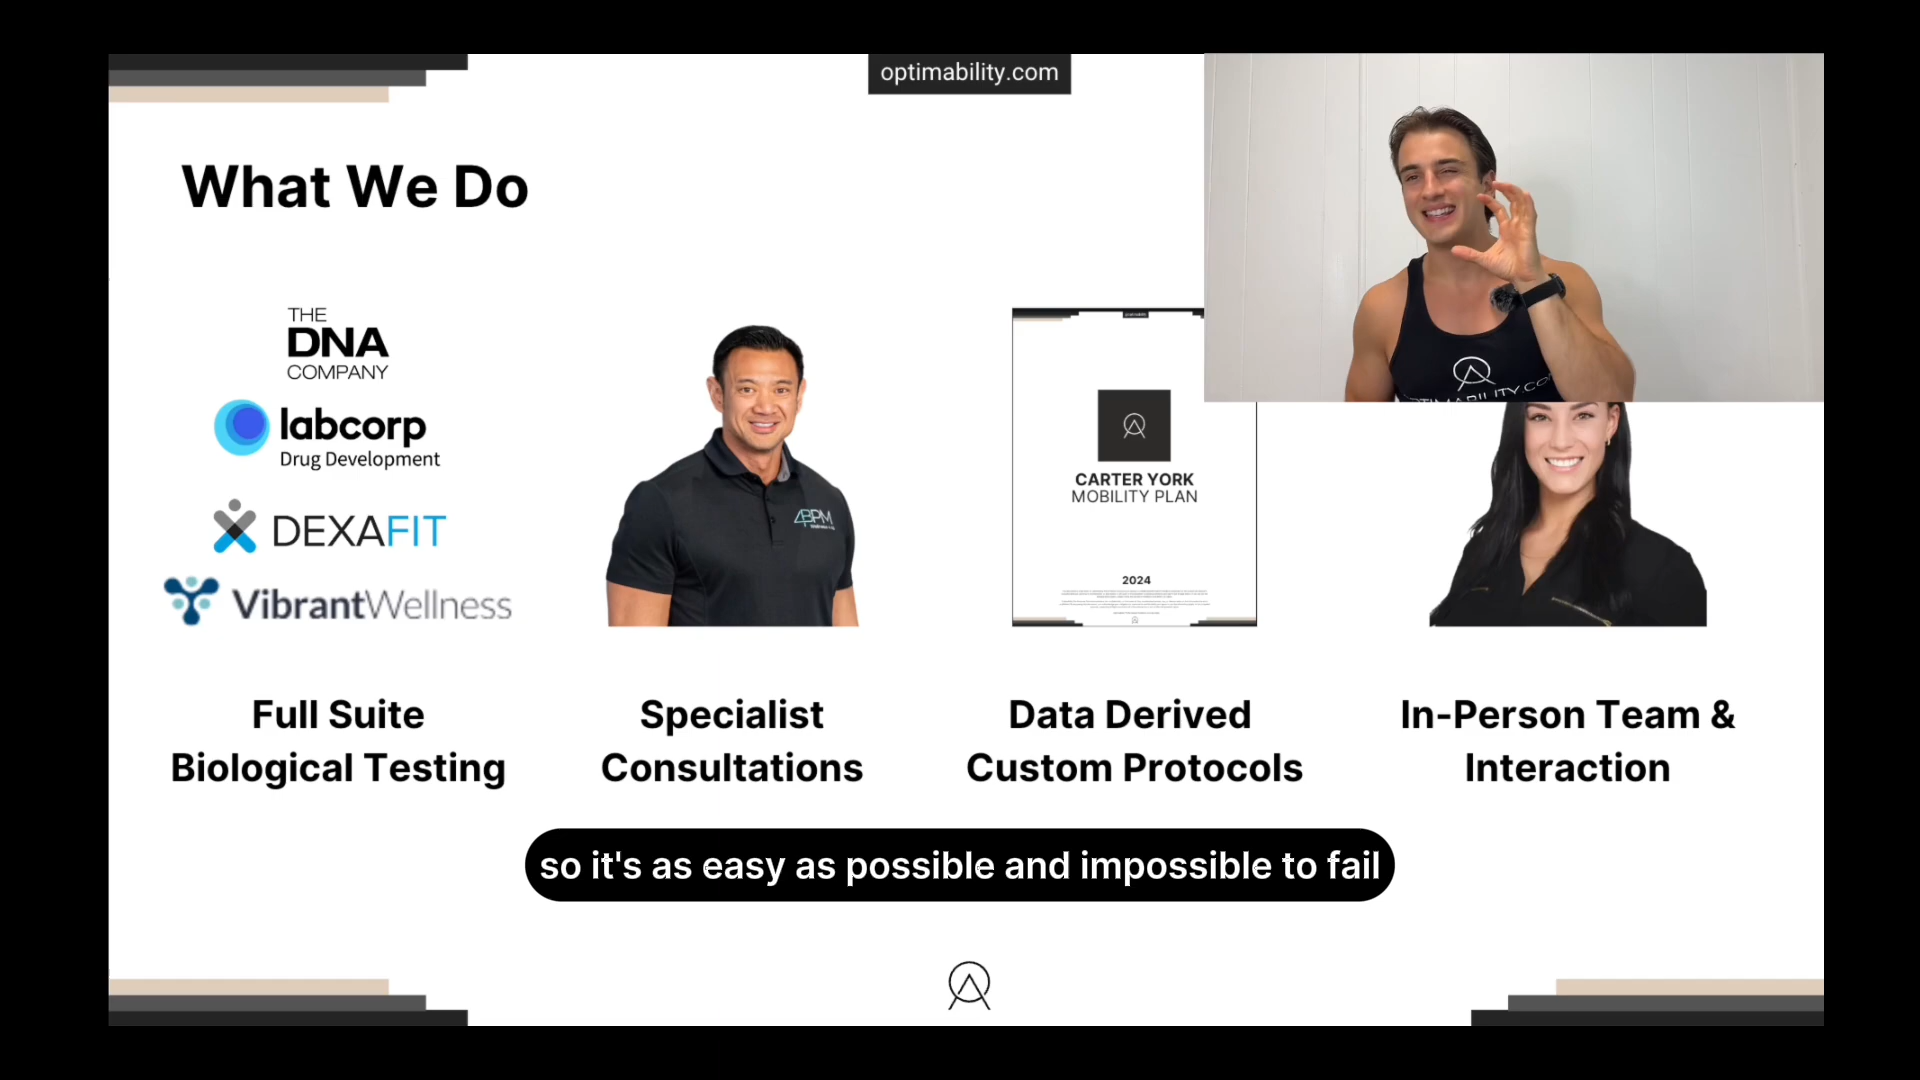 optimability.com
What We Do
THE
DNA
COMPANY
labcorp
Drug Development
DEXAFIT
VibrantWellness
CARTER YORK
MOBILITY PLAN
2024
Full Suite
Biological Testing
Specialist
Consultations
Data Derived
Custom Protocols
In-Person Team &
Interaction
so it's as easy as possible and impossible to fail